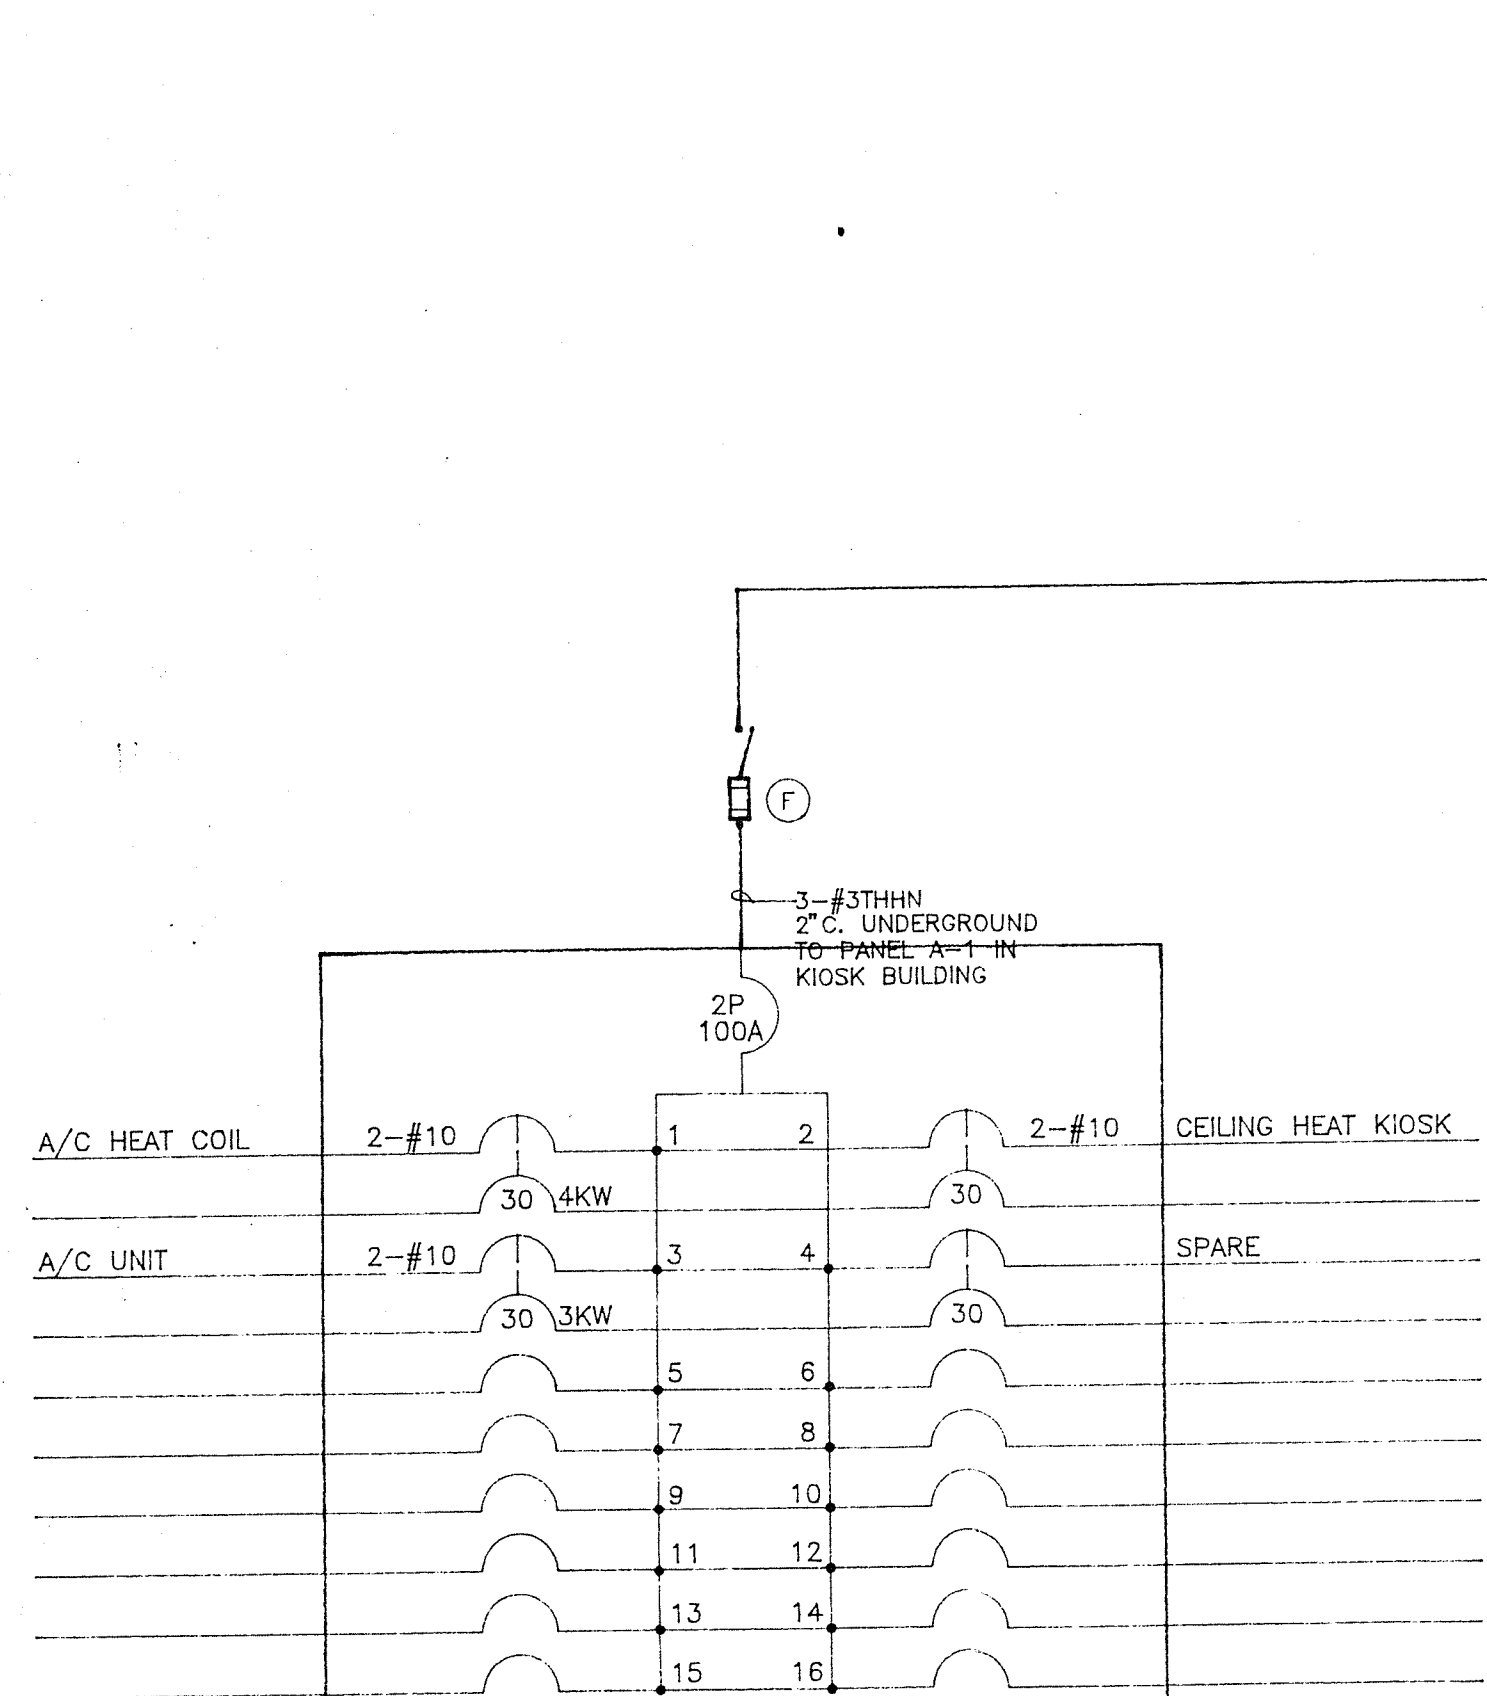 F
3-#3THHN
2"C. UNDERGROUND
TO PANEL A-1 IN
KIOSK BUILDING
2P
100A
A/C HEAT COIL 2-#10 1 2 2-#10 CEILING HEAT KIOSK
30 4KW 30
A/C UNIT 2-#10 3 4 SPARE
30 3KW 30
5 6
7 8
9 10
11 12
13 14
15 16